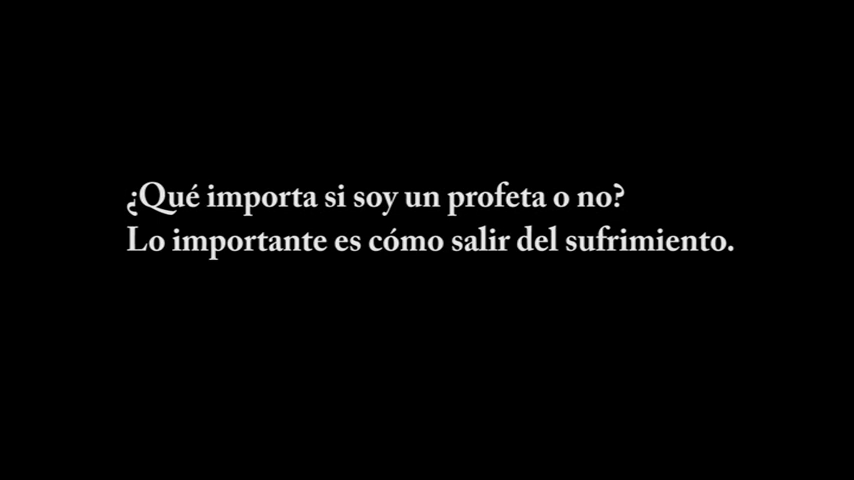 ¿Qué importa si soy un profeta o no?
Lo importante es cómo salir del sufrimiento.